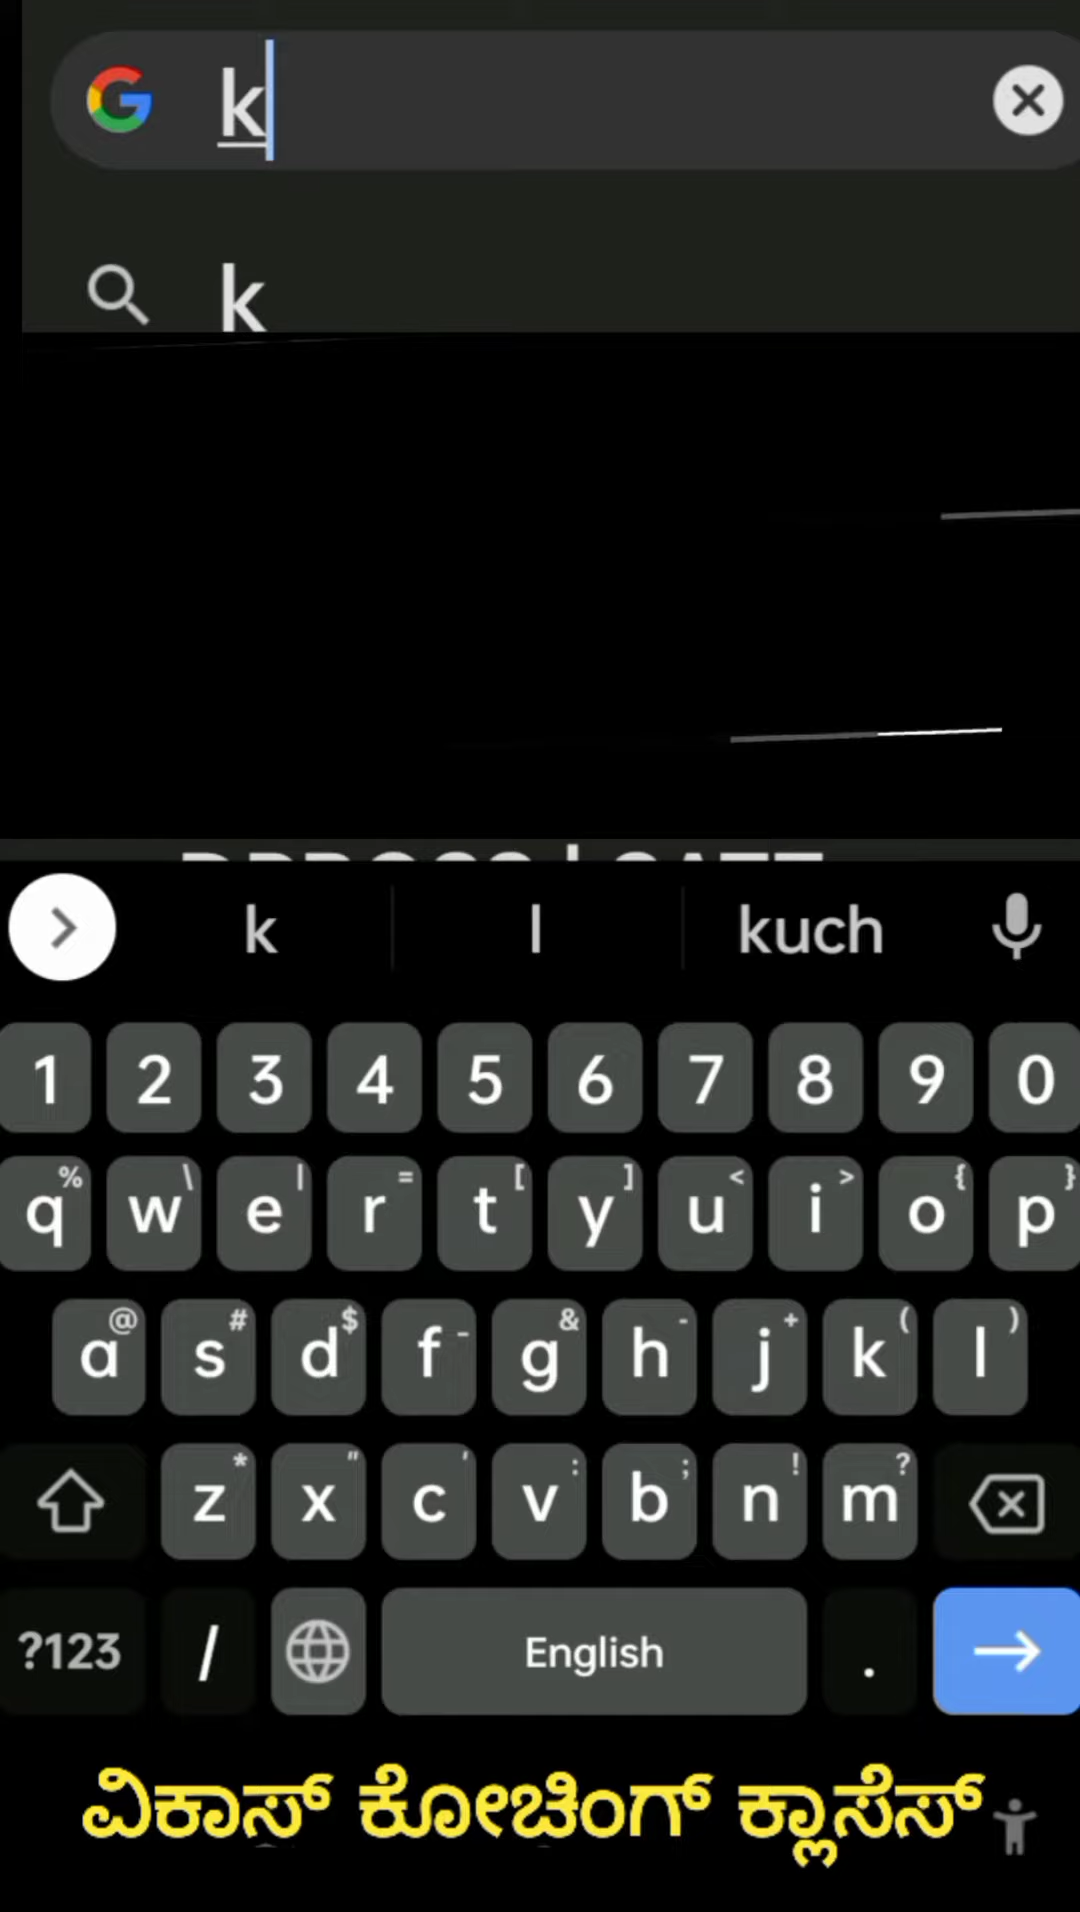 k
k
k l kuch
1 2 3 4 5 6 7 8 9 0
% \ | = [ ] < > { }
q w e r t y u i o p
@ # $ - & - + ( )
a s d f g h j k l
* " ' : ; ! ?
z x c v b n m
?123 / English .
ವಿಕಾಸ್ ಕೋಚಿಂಗ್ ಕ್ಲಾಸೆಸ್